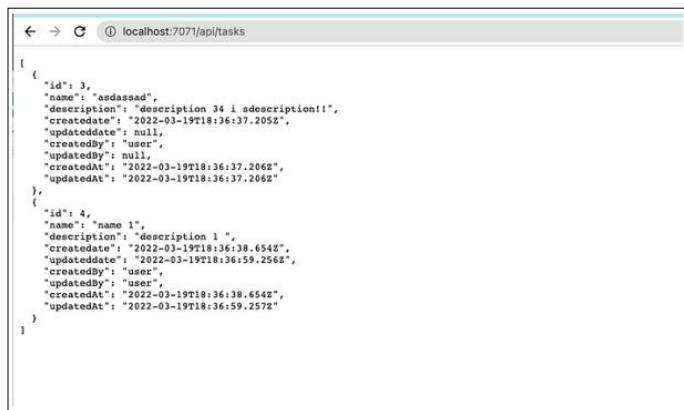 localhost:7071/api/tasks
[
  {
    "id": 3,
    "name": "asdassad",
    "description": "description 34 i sdescription!!",
    "createdate": "2022-03-19T18:36:37.205Z",
    "updateddate": null,
    "createdBy": "user",
    "updatedBy": null,
    "createdAt": "2022-03-19T18:36:37.206Z",
    "updatedAt": "2022-03-19T18:36:37.206Z"
  },
  {
    "id": 4,
    "name": "name 1",
    "description": "description 1 ",
    "createdate": "2022-03-19T18:36:38.654Z",
    "updateddate": "2022-03-19T18:36:59.256Z",
    "createdBy": "user",
    "updatedBy": "user",
    "createdAt": "2022-03-19T18:36:38.654Z",
    "updatedAt": "2022-03-19T18:36:59.257Z"
  }
]